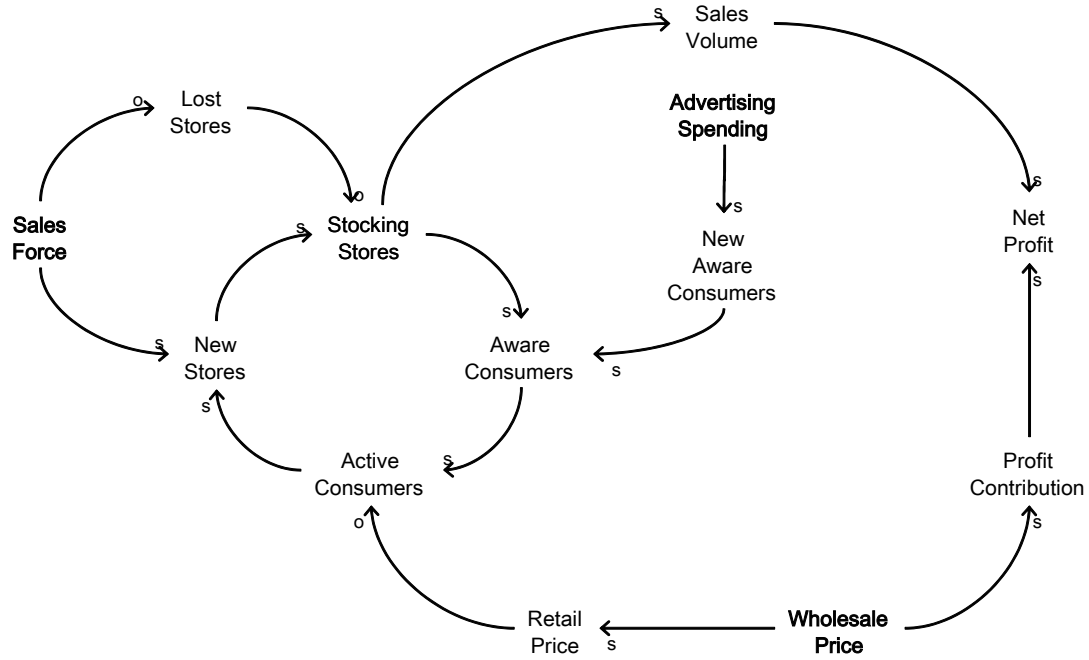 s
Sales
Volume
Advertising
Spending
o
Lost
Stores
s
o
Sales
Force
s
Stocking
Stores
s
New
Aware
Consumers
s
Net
Profit
s
s
s
New
Stores
Aware
Consumers
s
s
s
Active
Consumers
o
Profit
Contribution
s
Retail
Price
s
Wholesale
Price